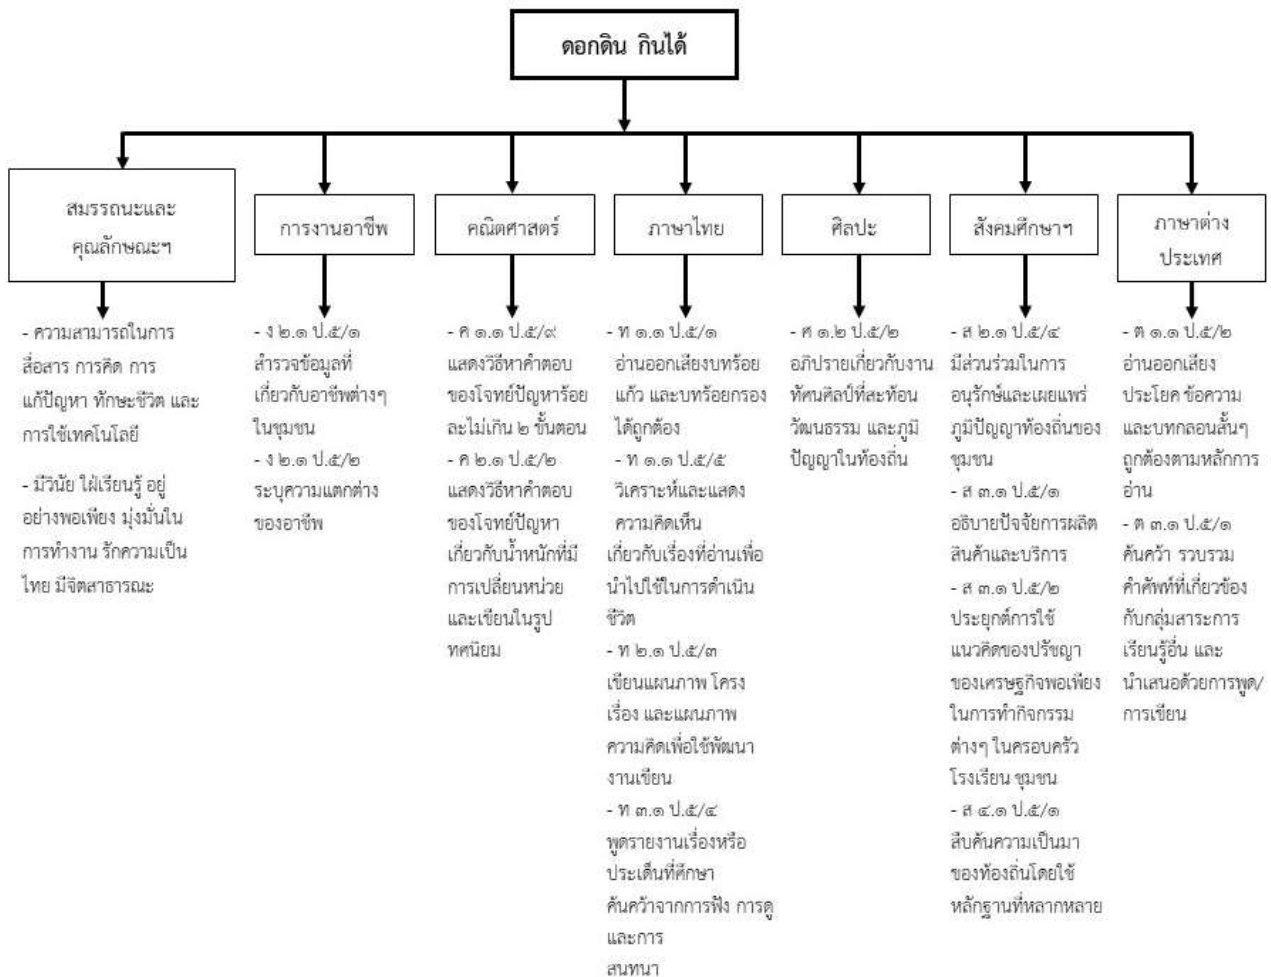 ดอกดิน กินได้
สมรรถนะและ
คุณลักษณะฯ
การงานอาชีพ
คณิตศาสตร์
ภาษาไทย
ศิลปะ
สังคมศึกษาฯ
ภาษาต่าง
ประเทศ
- ความสามารถในการ
สื่อสาร การคิด การ
แก้ปัญหา ทักษะชีวิต และ
การใช้เทคโนโลยี
- มีวินัย ใฝ่เรียนรู้ อยู่
อย่างพอเพียง มุ่งมั่นใน
การทำงาน รักความเป็น
ไทย มีจิตสาธารณะ
- ง ๒.๑ ป.๕/๑
สำรวจข้อมูลที่
เกี่ยวกับอาชีพต่างๆ
ในชุมชน
- ง ๒.๑ ป.๕/๒
ระบุความแตกต่าง
ของอาชีพ
- ค ๑.๑ ป.๕/๙
แสดงวิธีหาคำตอบ
ของโจทย์ปัญหาร้อย
ละไม่เกิน ๒ ขั้นตอน
- ค ๒.๑ ป.๕/๒
แสดงวิธีหาคำตอบ
ของโจทย์ปัญหา
เกี่ยวกับน้ำหนักที่มี
การเปลี่ยนหน่วย
และเขียนในรูป
ทศนิยม
- ท ๑.๑ ป.๕/๑
อ่านออกเสียงบทร้อย
แก้ว และบทร้อยกรอง
ได้ถูกต้อง
- ท ๑.๑ ป.๕/๕
วิเคราะห์และแสดง
ความคิดเห็น
เกี่ยวกับเรื่องที่อ่านเพื่อ
นำไปใช้ในการดำเนิน
ชีวิต
- ท ๒.๑ ป.๕/๓
เขียนแผนภาพ โครง
เรื่อง และแผนภาพ
ความคิดเพื่อใช้พัฒนา
งานเขียน
- ท ๓.๑ ป.๕/๔
พูดรายงานเรื่องหรือ
ประเด็นที่ศึกษา
ค้นคว้าจากการฟัง การดู
และการ
สนทนา
- ศ ๑.๒ ป.๕/๒
อภิปรายเกี่ยวกับงาน
ทัศนศิลป์ที่สะท้อน
วัฒนธรรม และภูมิ
ปัญญาในท้องถิ่น
- ส ๒.๑ ป.๕/๔
มีส่วนร่วมในการ
อนุรักษ์และเผยแพร่
ภูมิปัญญาท้องถิ่นของ
ชุมชน
- ส ๓.๑ ป.๕/๑
อธิบายปัจจัยการผลิต
สินค้าและบริการ
- ส ๓.๑ ป.๕/๒
ประยุกต์การใช้
แนวคิดของปรัชญา
ของเศรษฐกิจพอเพียง
ในการทำกิจกรรม
ต่างๆ ในครอบครัว
โรงเรียน ชุมชน
- ส ๔.๑ ป.๕/๑
สืบค้นความเป็นมา
ของท้องถิ่นโดยใช้
หลักฐานที่หลากหลาย
- ต ๑.๑ ป.๕/๒
อ่านออกเสียง
ประโยค ข้อความ
และบทกลอนสั้นๆ
ถูกต้องตามหลักการ
อ่าน
- ต ๓.๑ ป.๕/๑
ค้นคว้า รวบรวม
คำศัพท์ที่เกี่ยวข้อง
กับกลุ่มสาระการ
เรียนรู้อื่น และ
นำเสนอด้วยการพูด/
การเขียน